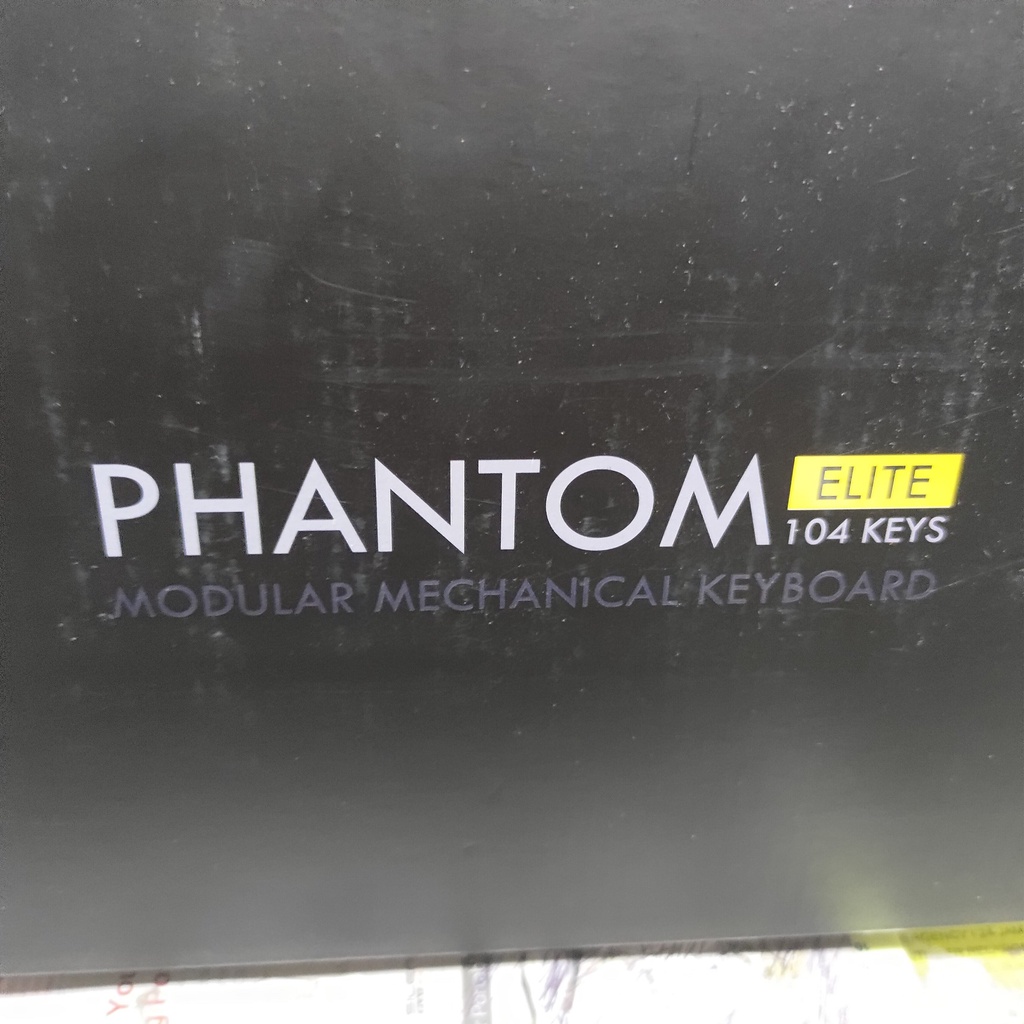 PHANTOM ELITE
104 KEYS
MODULAR MECHANICAL KEYBOARD